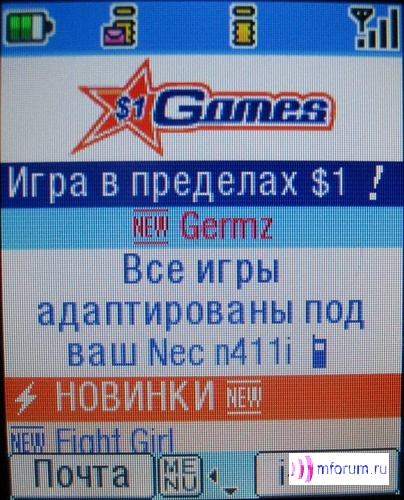 $1 Games
Игра в пределах $1 !
NEW Germz
Все игры
адаптированы под
ваш Nec n411i
НОВИНКИ NEW
NEW Fight Girl
Почта
MENU
i
mforum.ru